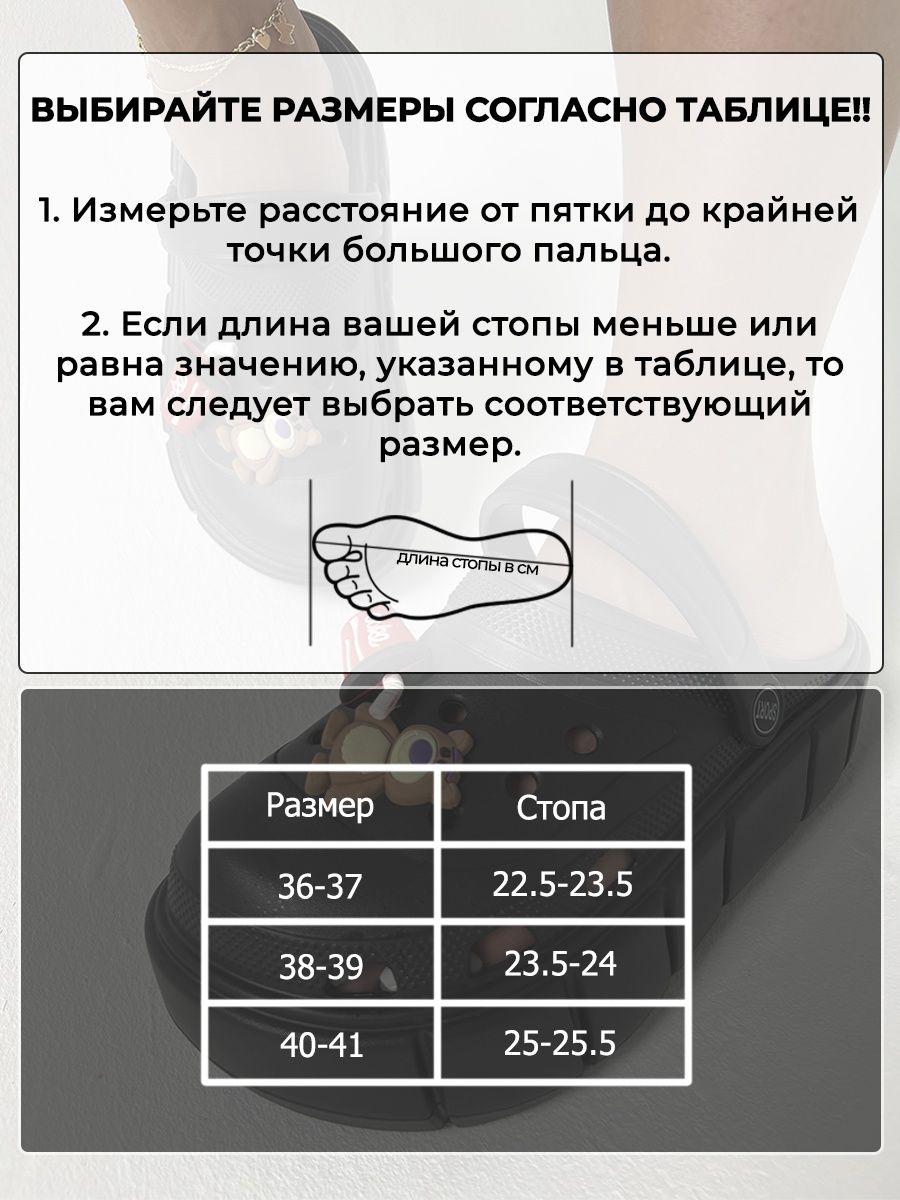 ВЫБИРАЙТЕ РАЗМЕРЫ СОГЛАСНО ТАБЛИЦЕ!!
1. Измерьте расстояние от пятки до крайней
точки большого пальца.
2. Если длина вашей стопы меньше или
равна значению, указанному в таблице, то
вам следует выбрать соответствующий
размер.
длина стопы в см
SPORT
Размер Стопа
36-37 22.5-23.5
38-39 23.5-24
40-41 25-25.5